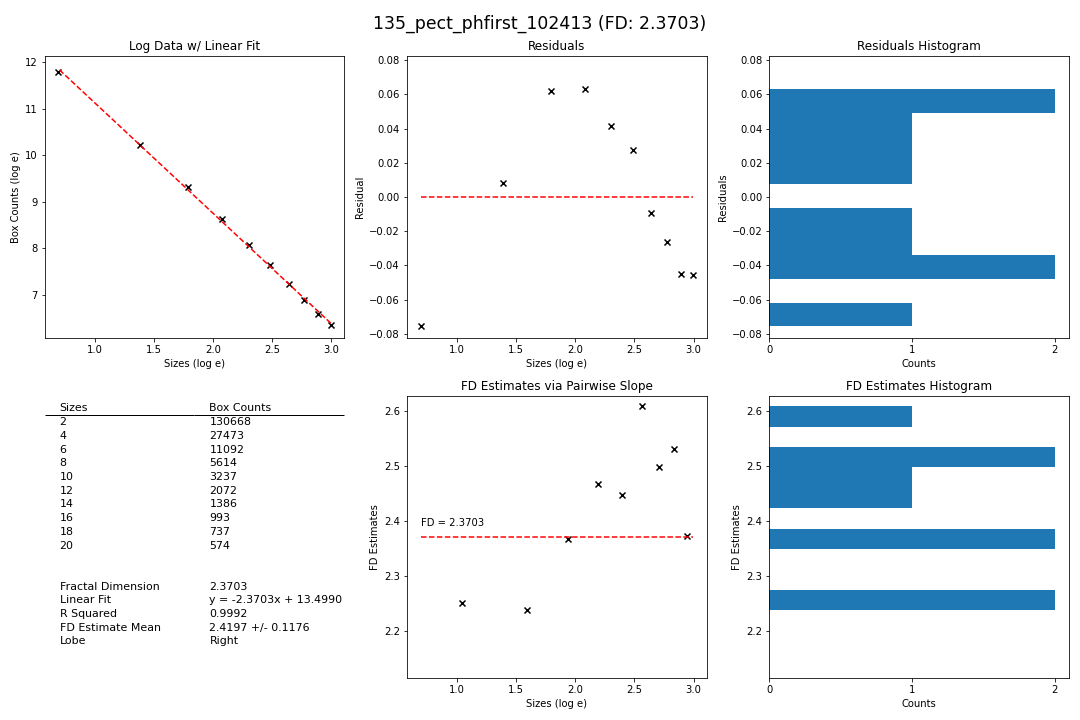 135_pect_phfirst_102413 (FD: 2.3703)
Log Data w/ Linear Fit
12
11
10
9
8
7
Box Counts (log e)
1.0 1.5 2.0 2.5 3.0
Sizes (log e)
Residuals
0.08
0.06
0.04
0.02
0.00
−0.02
−0.04
−0.06
−0.08
Residual
1.0 1.5 2.0 2.5 3.0
Sizes (log e)
Residuals Histogram
0.08
0.06
0.04
0.02
0.00
−0.02
−0.04
−0.06
−0.08
Residuals
0 1 2
Counts
Sizes Box Counts
2 130668
4 27473
6 11092
8 5614
10 3237
12 2072
14 1386
16 993
18 737
20 574
Fractal Dimension 2.3703
Linear Fit y = -2.3703x + 13.4990
R Squared 0.9992
FD Estimate Mean 2.4197 +/- 0.1176
Lobe Right
FD Estimates via Pairwise Slope
2.6
2.5
2.4
2.3
2.2
FD Estimates
FD = 2.3703
1.0 1.5 2.0 2.5 3.0
Sizes (log e)
FD Estimates Histogram
2.6
2.5
2.4
2.3
2.2
FD Estimates
0 1 2
Counts